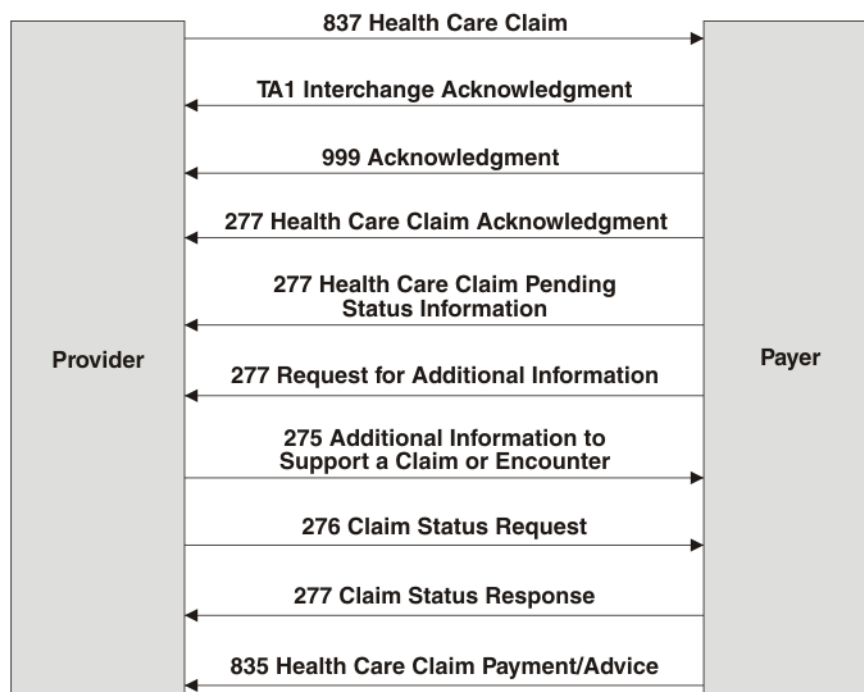 837 Health Care Claim
TA1 Interchange Acknowledgment
999 Acknowledgment
277 Health Care Claim Acknowledgment
277 Health Care Claim Pending
Status Information
Provider
Payer
277 Request for Additional Information
275 Additional Information to
Support a Claim or Encounter
276 Claim Status Request
277 Claim Status Response
835 Health Care Claim Payment/Advice